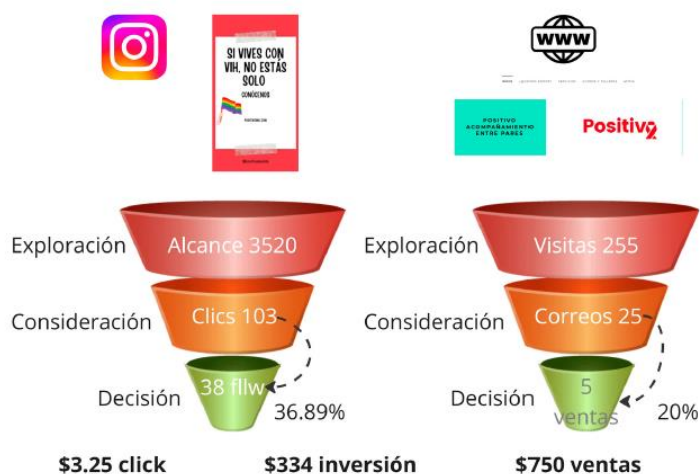 SI VIVES CON
VIH, NO ESTÁS
SOLO
CONÓCENOS
WWW
POSITIVO
ACOMPAÑAMIENTO
ENTRE PARES
Positivo
Exploración
Alcance 3520
Consideración
Clics 103
Decisión
38 fllw
36.89%
Exploración
Visitas 255
Consideración
Correos 25
Decisión
5
ventas
20%
$3.25 click
$334 inversión
$750 ventas